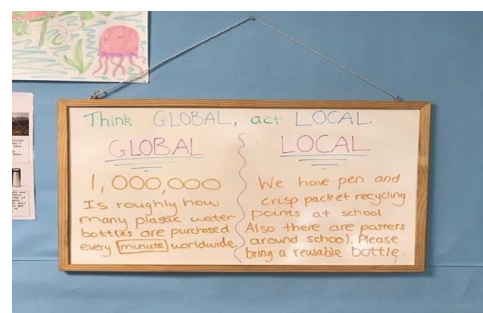 Think GLOBAL, act LOCAL.
GLOBAL
1,000,000
Is roughly how
many plastic water
bottles are purchased
every minute worldwide.
LOCAL
We have pen and
crisp packet recycling
points at school
Also there are posters
around school. Please
bring a reusable bottle.